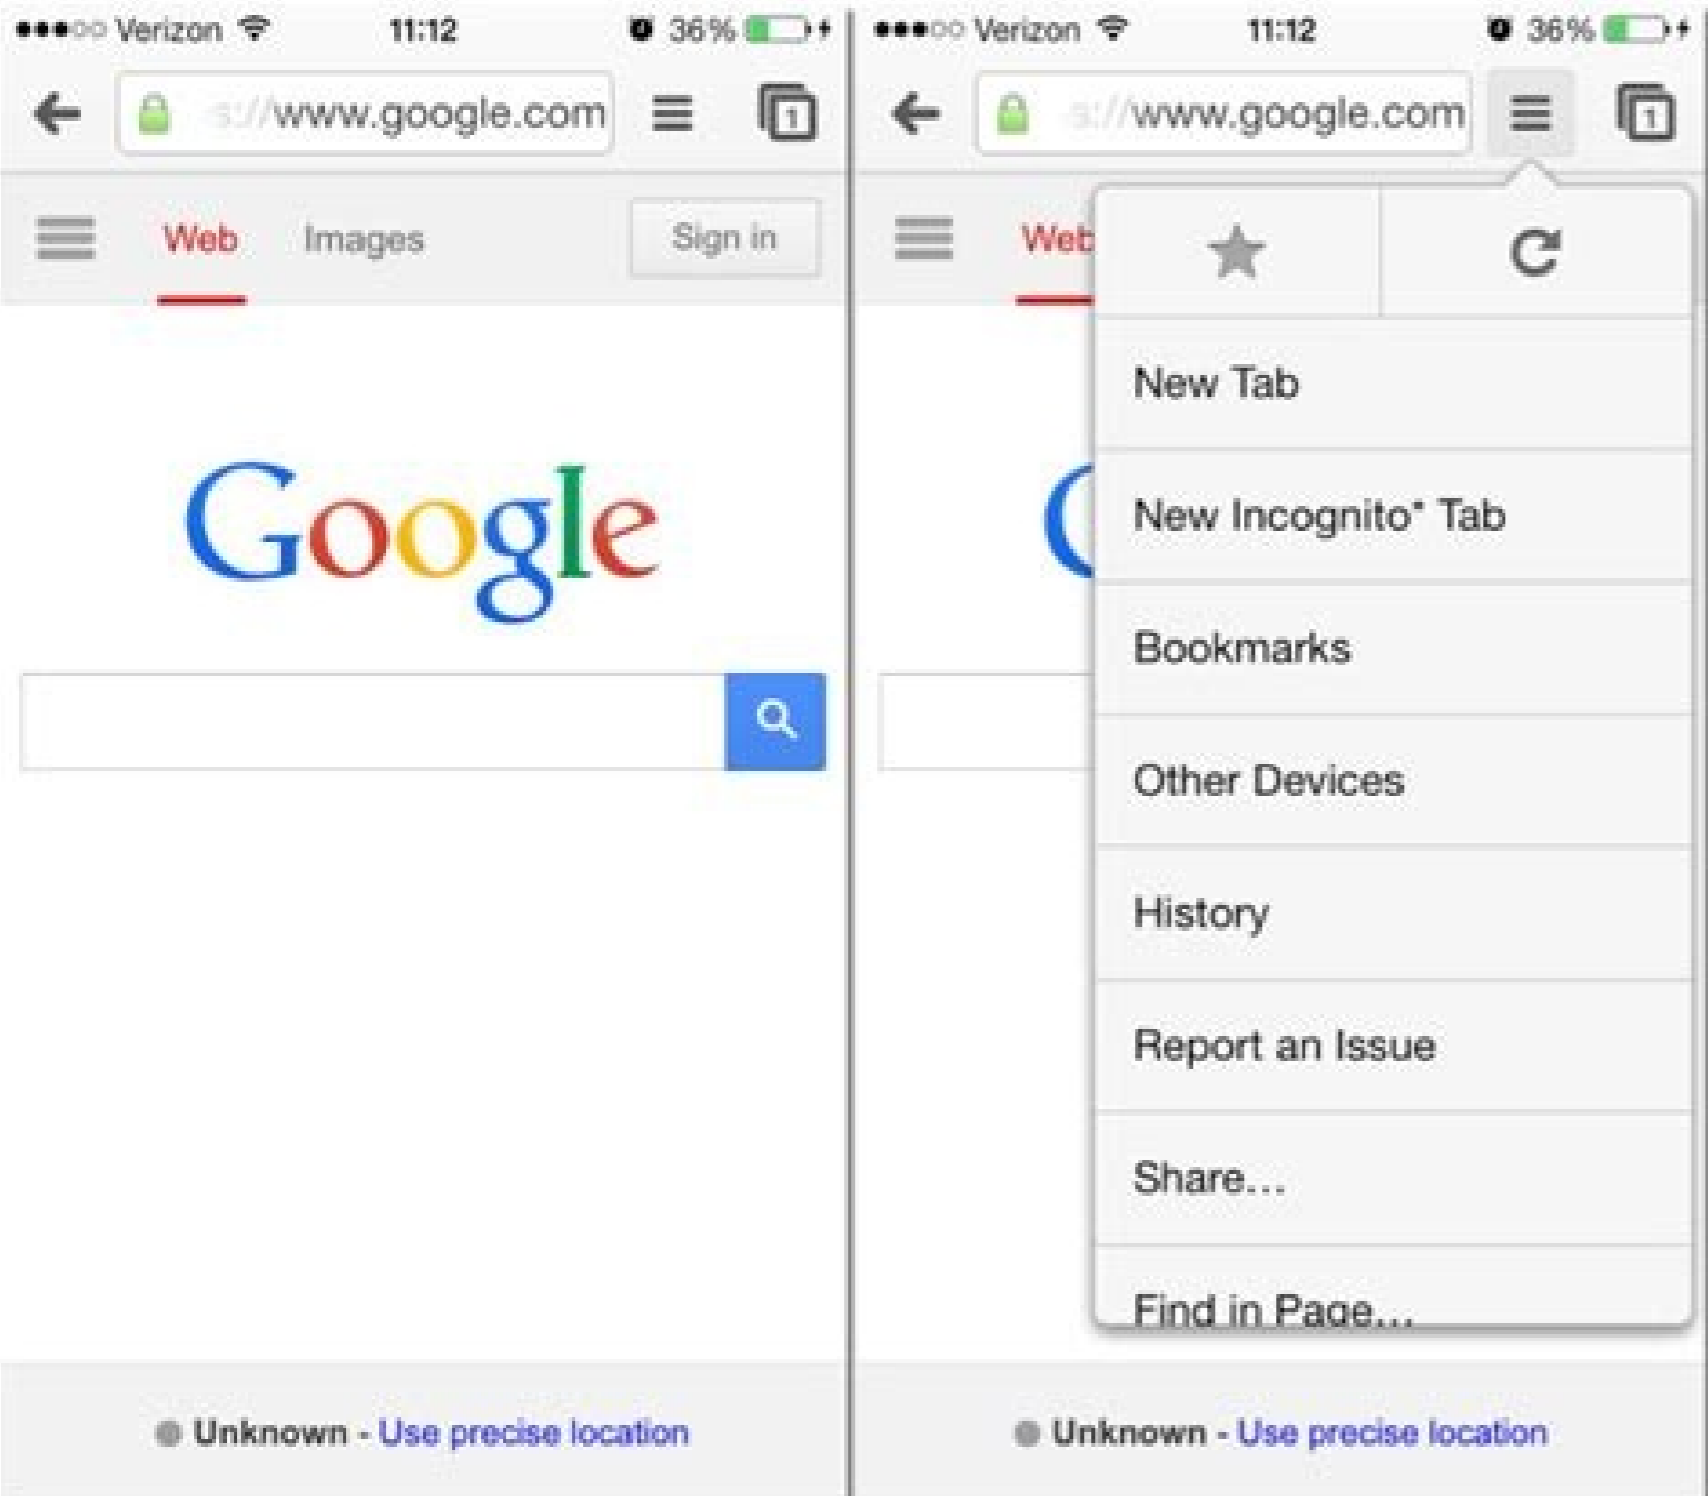 Verizon 11:12 36%
s://www.google.com 1
Web Images Sign in
Google
Unknown - Use precise location
Verizon 11:12 36%
s://www.google.com 1
Web
New Tab
New Incognito* Tab
Bookmarks
Other Devices
History
Report an Issue
Share...
Find in Page...
Unknown - Use precise location